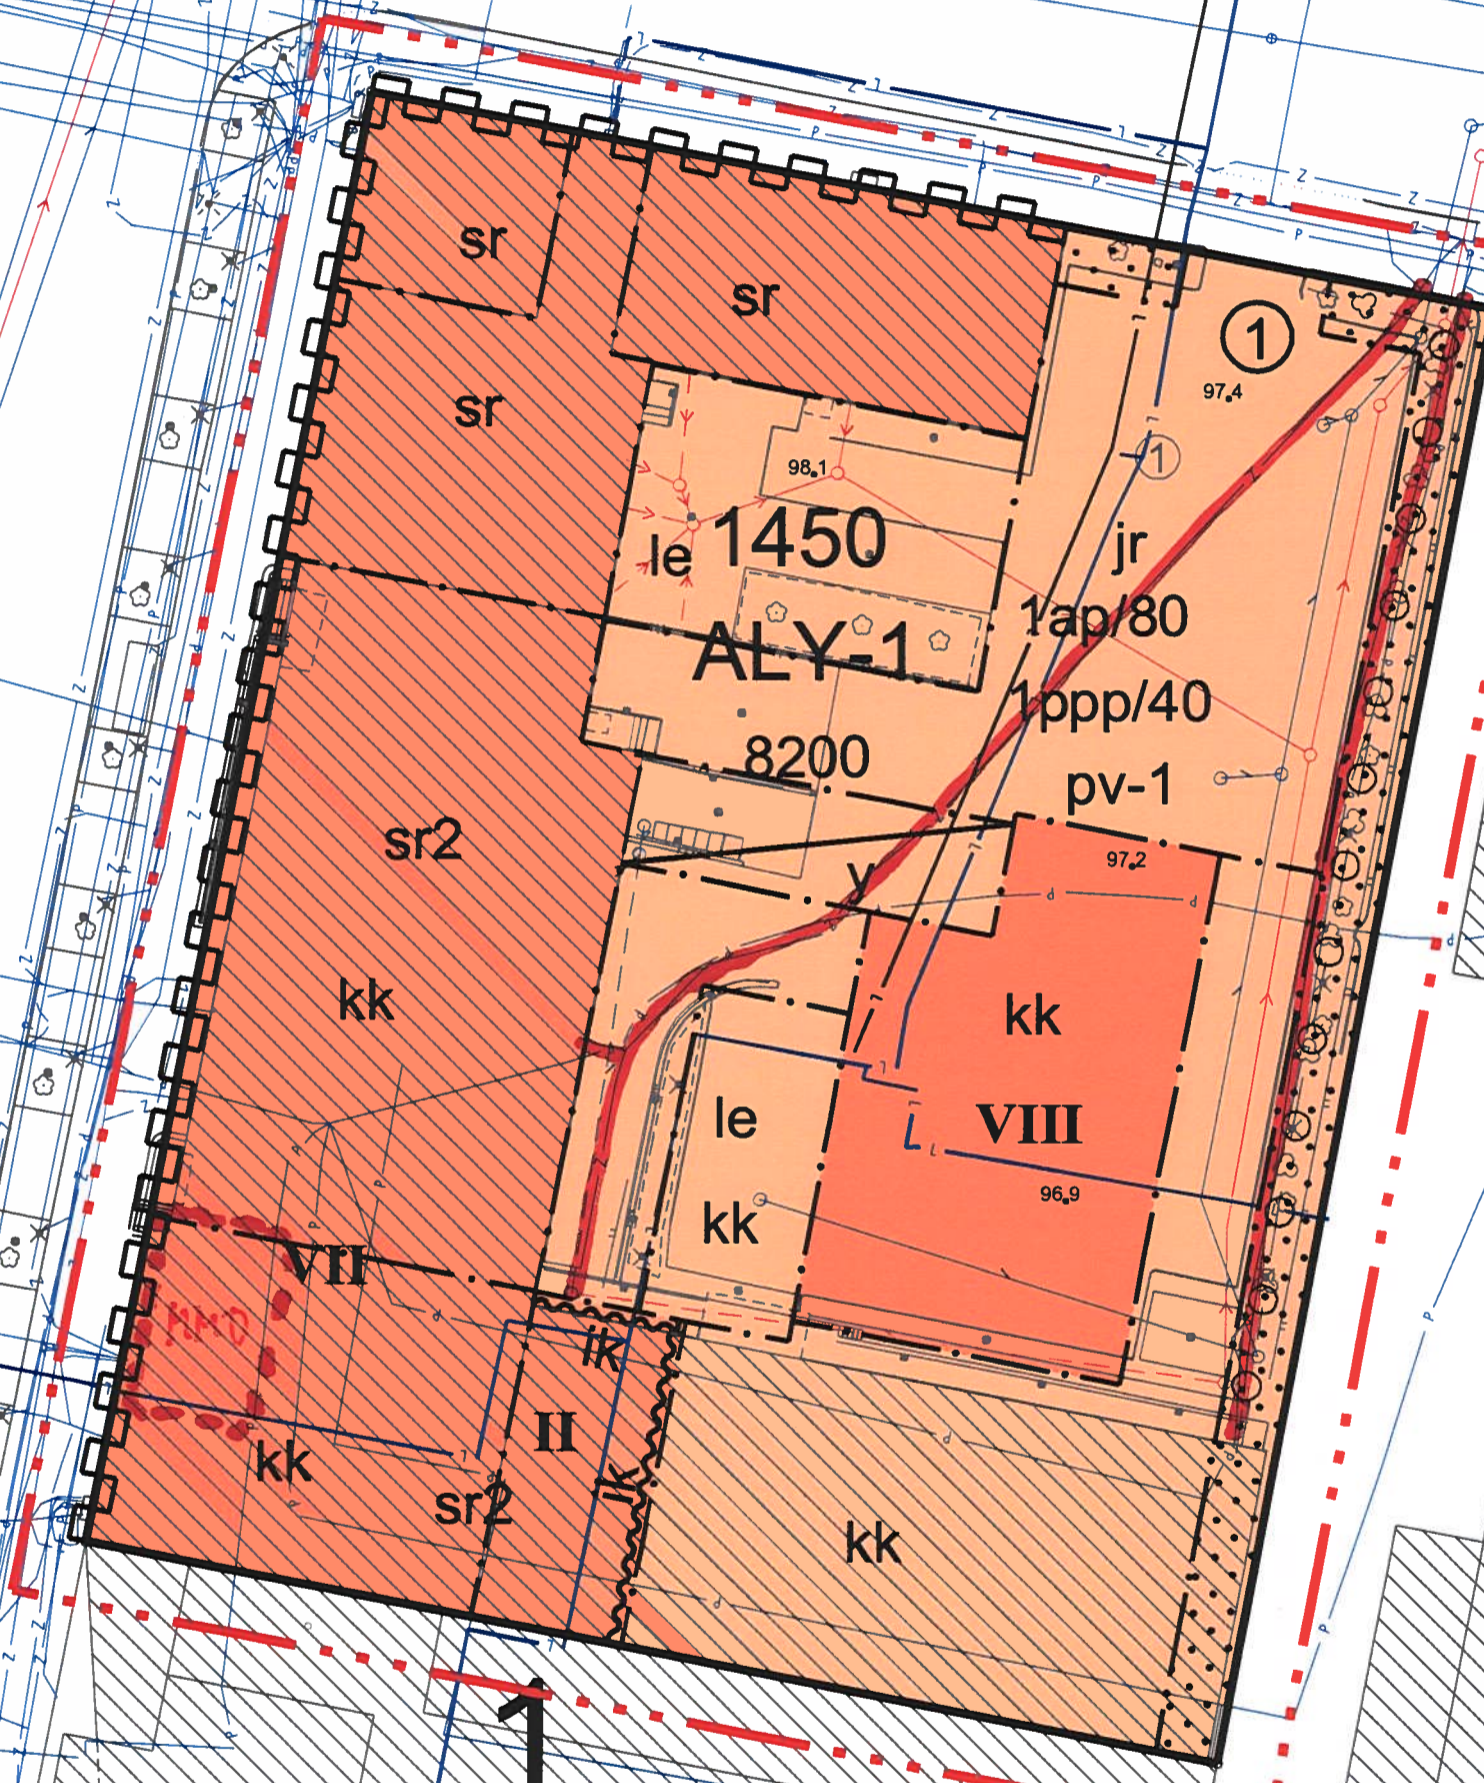 sr
sr
1
97.4
sr
98.1
1
le
1450
jr
1ap/80
ALY-1
1ppp/40
8200
pv-1
sr2
97.2
y
kk
kk
le
VIII
96.9
kk
VII
MMO
ik
II
kk
sr2
ik
kk
1